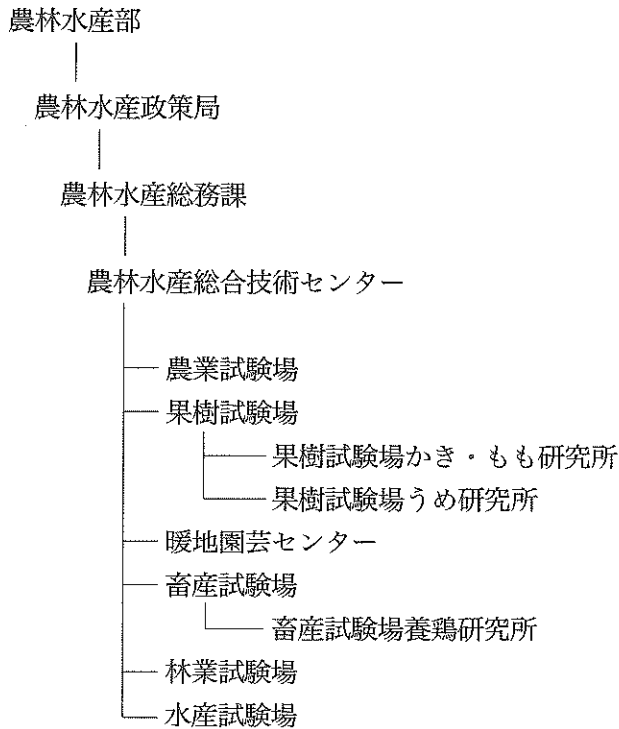 農林水産部
農林水産政策局
農林水産総務課
農林水産総合技術センター
農業試験場
果樹試験場
果樹試験場かき・もも研究所
果樹試験場うめ研究所
暖地園芸センター
畜産試験場
畜産試験場養鶏研究所
林業試験場
水産試験場